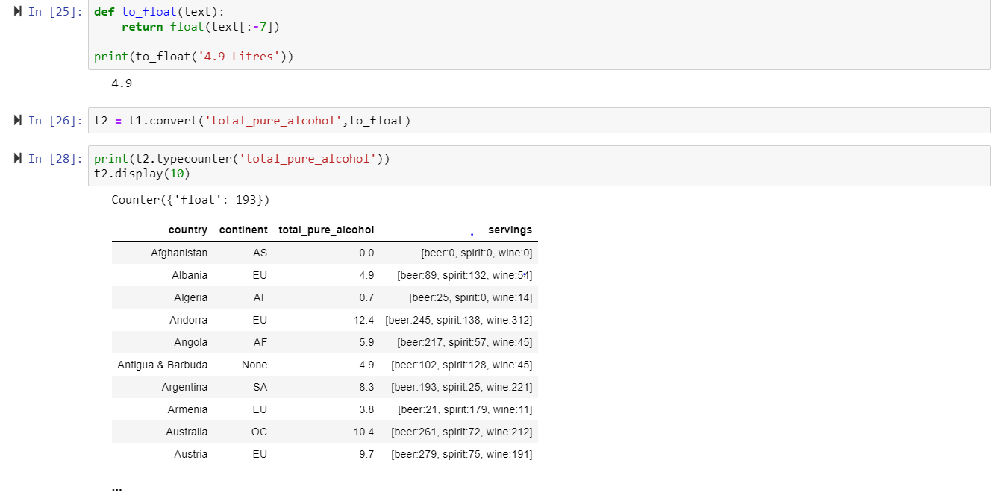 In [25]: def to_float(text):
return float(text[:-7])
print(to_float('4.9 Litres'))
4.9
In [26]: t2 = t1.convert('total_pure_alcohol',to_float)
In [28]: print(t2.typecounter('total_pure_alcohol'))
t2.display(10)
Counter({'float': 193})
country continent total_pure_alcohol servings
Afghanistan AS 0.0 [beer:0, spirit:0, wine:0]
Albania EU 4.9 [beer:89, spirit:132, wine:54]
Algeria AF 0.7 [beer:25, spirit:0, wine:14]
Andorra EU 12.4 [beer:245, spirit:138, wine:312]
Angola AF 5.9 [beer:217, spirit:57, wine:45]
Antigua & Barbuda None 4.9 [beer:102, spirit:128, wine:45]
Argentina SA 8.3 [beer:193, spirit:25, wine:221]
Armenia EU 3.8 [beer:21, spirit:179, wine:11]
Australia OC 10.4 [beer:261, spirit:72, wine:212]
Austria EU 9.7 [beer:279, spirit:75, wine:191]
...